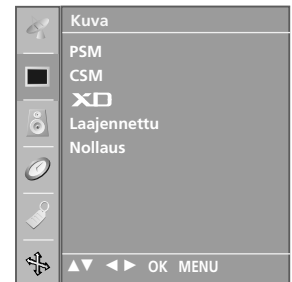 Kuva
PSM
CSM
XD
Laajennettu
Nollaus
▲▼ ◄► OK MENU